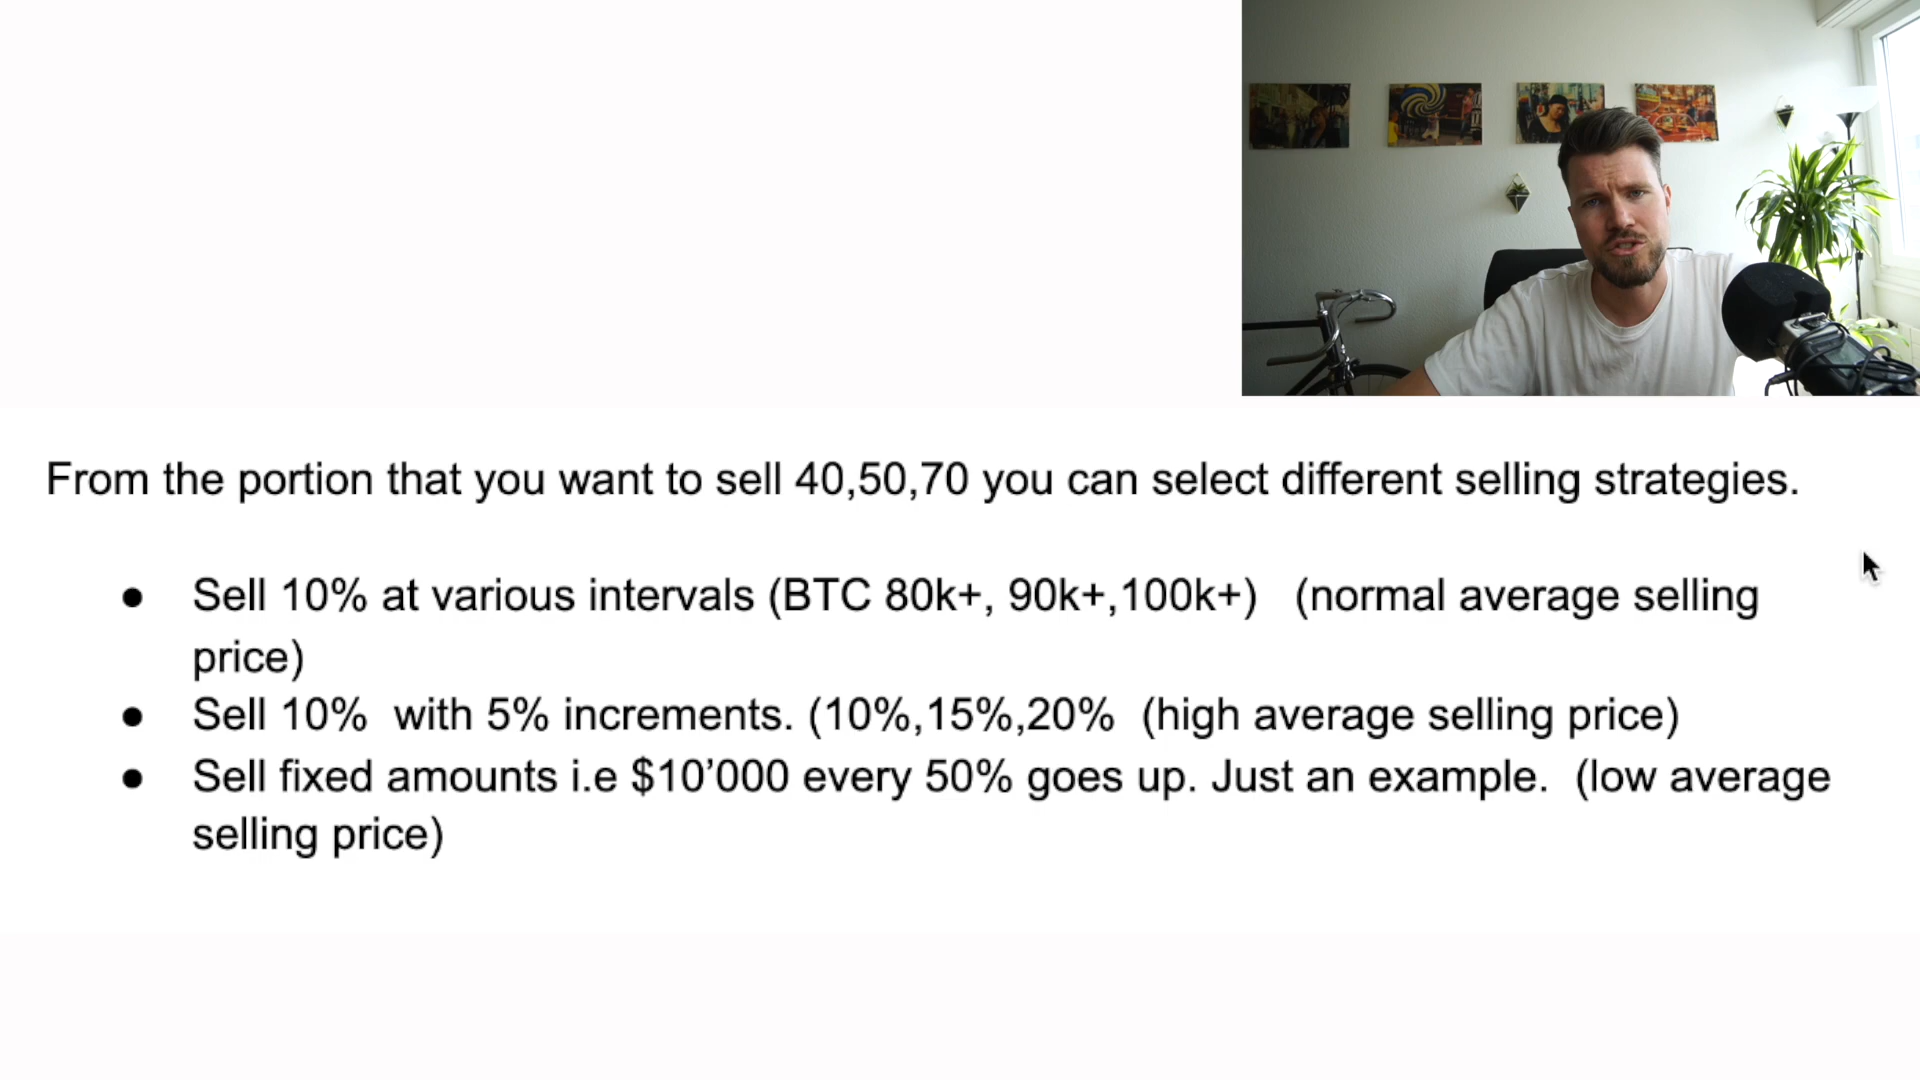 From the portion that you want to sell 40,50,70 you can select different selling strategies.
● Sell 10% at various intervals (BTC 80k+, 90k+,100k+) (normal average selling
price)
● Sell 10% with 5% increments. (10%,15%,20% (high average selling price)
● Sell fixed amounts i.e $10’000 every 50% goes up. Just an example. (low average
selling price)